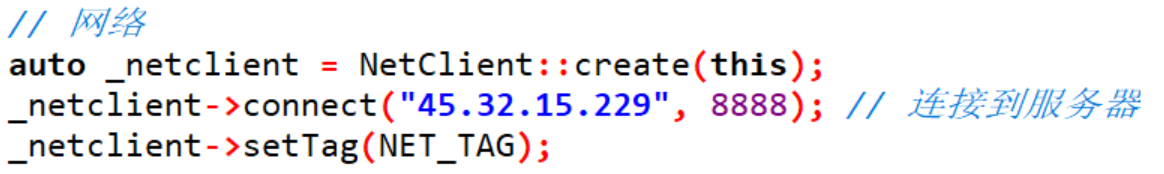 // 网络
auto _netclient = NetClient::create(this);
_netclient->connect("45.32.15.229", 8888); // 连接到服务器
_netclient->setTag(NET_TAG);